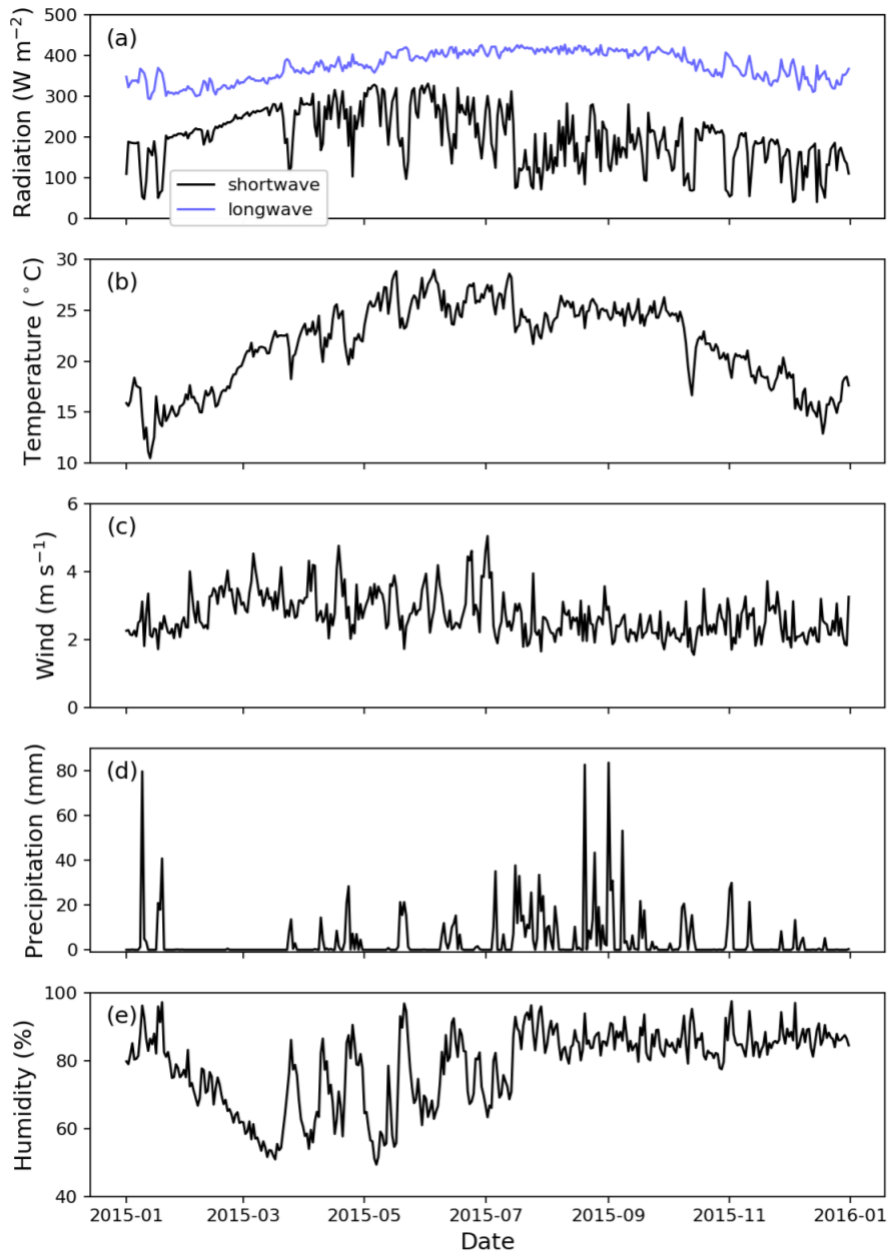 Radiation (W m⁻²)
500
400
300
200
100
0
(a)
shortwave
longwave
Temperature (°C)
30
25
20
15
10
(b)
Wind (m s⁻¹)
6
4
2
0
(c)
Precipitation (mm)
80
60
40
20
0
(d)
Humidity (%)
100
80
60
40
(e)
2015-01 2015-03 2015-05 2015-07 2015-09 2015-11 2016-01
Date